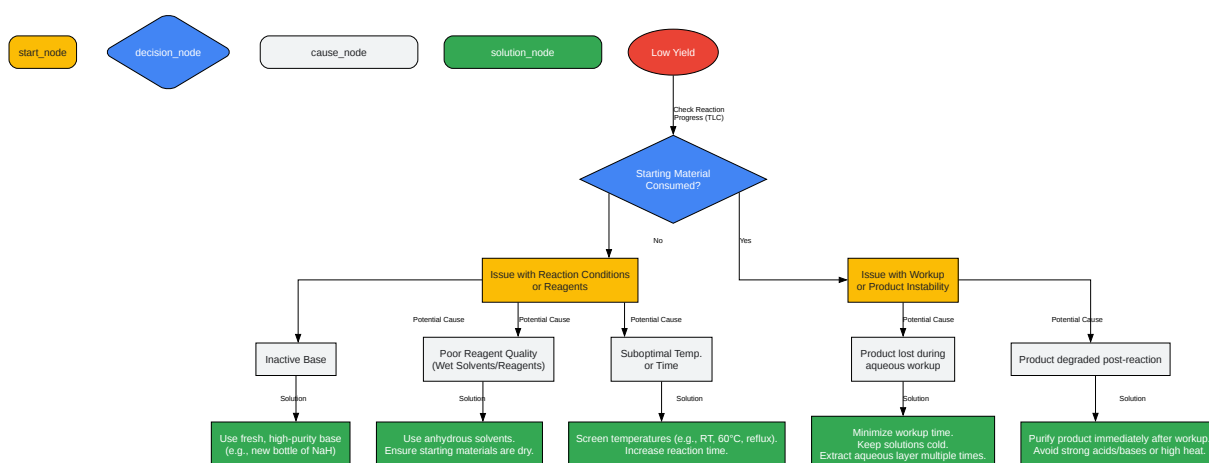 start_node
decision_node
cause_node
solution_node
Low Yield
Check Reaction
Progress (TLC)
Starting Material
Consumed?
No
Yes
Issue with Reaction Conditions
or Reagents
Issue with Workup
or Product Instability
Potential Cause
Potential Cause
Potential Cause
Potential Cause
Potential Cause
Inactive Base
Poor Reagent Quality
(Wet Solvents/Reagents)
Suboptimal Temp.
or Time
Product lost during
aqueous workup
Product degraded post-reaction
Solution
Solution
Solution
Solution
Solution
Use fresh, high-purity base
(e.g., new bottle of NaH)
Use anhydrous solvents.
Ensure starting materials are dry.
Screen temperatures (e.g., RT, 60°C, reflux).
Increase reaction time.
Minimize workup time.
Keep solutions cold.
Extract aqueous layer multiple times.
Purify product immediately after workup.
Avoid strong acids/bases or high heat.